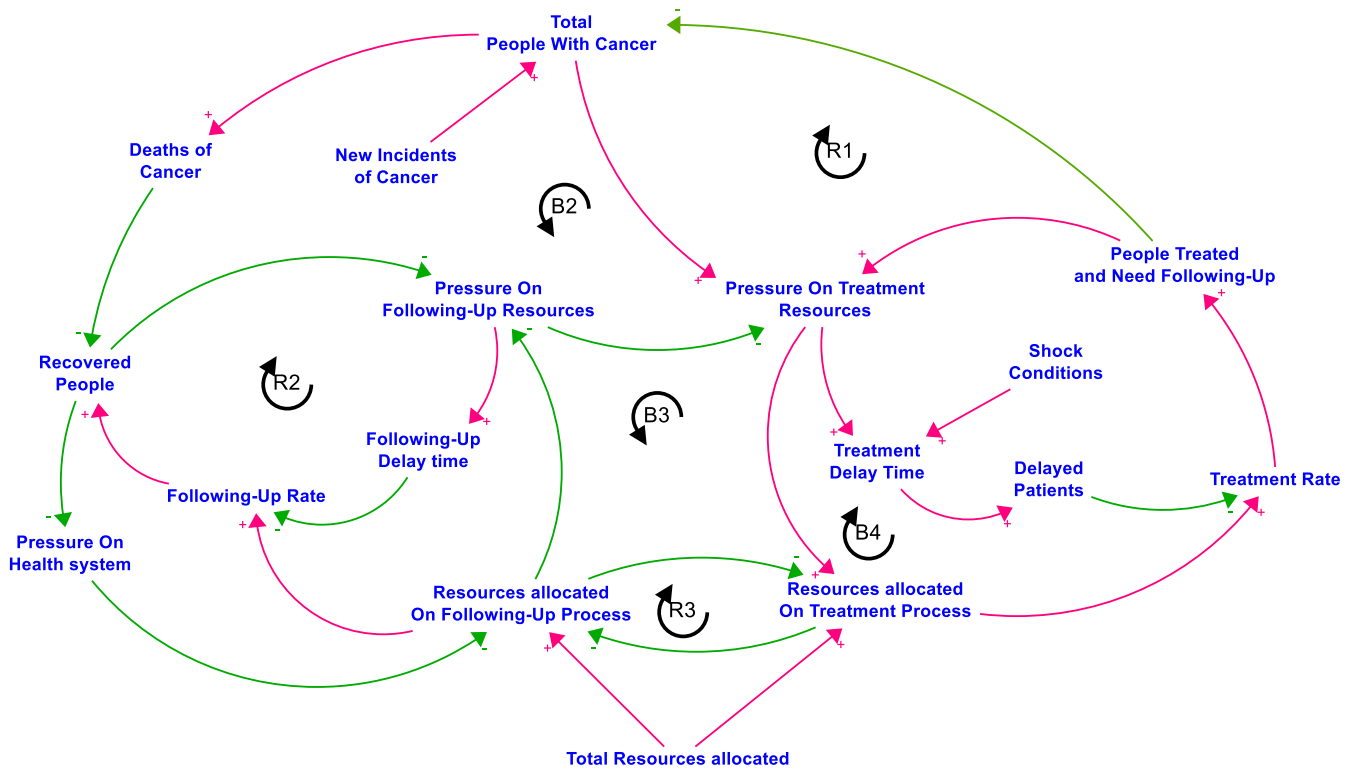 Total
People With Cancer
-
+
+
+
Deaths of
Cancer
New Incidents
of Cancer
R1
B2
People Treated
and Need Following-Up
-
+
+
Pressure On
Following-Up Resources
Pressure On Treatment
Resources
+
-
-
-
Recovered
People
Shock
Conditions
R2
B3
+
+
+
+
Following-Up
Delay time
Treatment
Delay Time
Delayed
Patients
Treatment Rate
Following-Up Rate
-
+
-
+
-
+
+
Pressure On
Health system
B4
-
+
Resources allocated
On Following-Up Process
R3
Resources allocated
On Treatment Process
-
+
-
+
Total Resources allocated